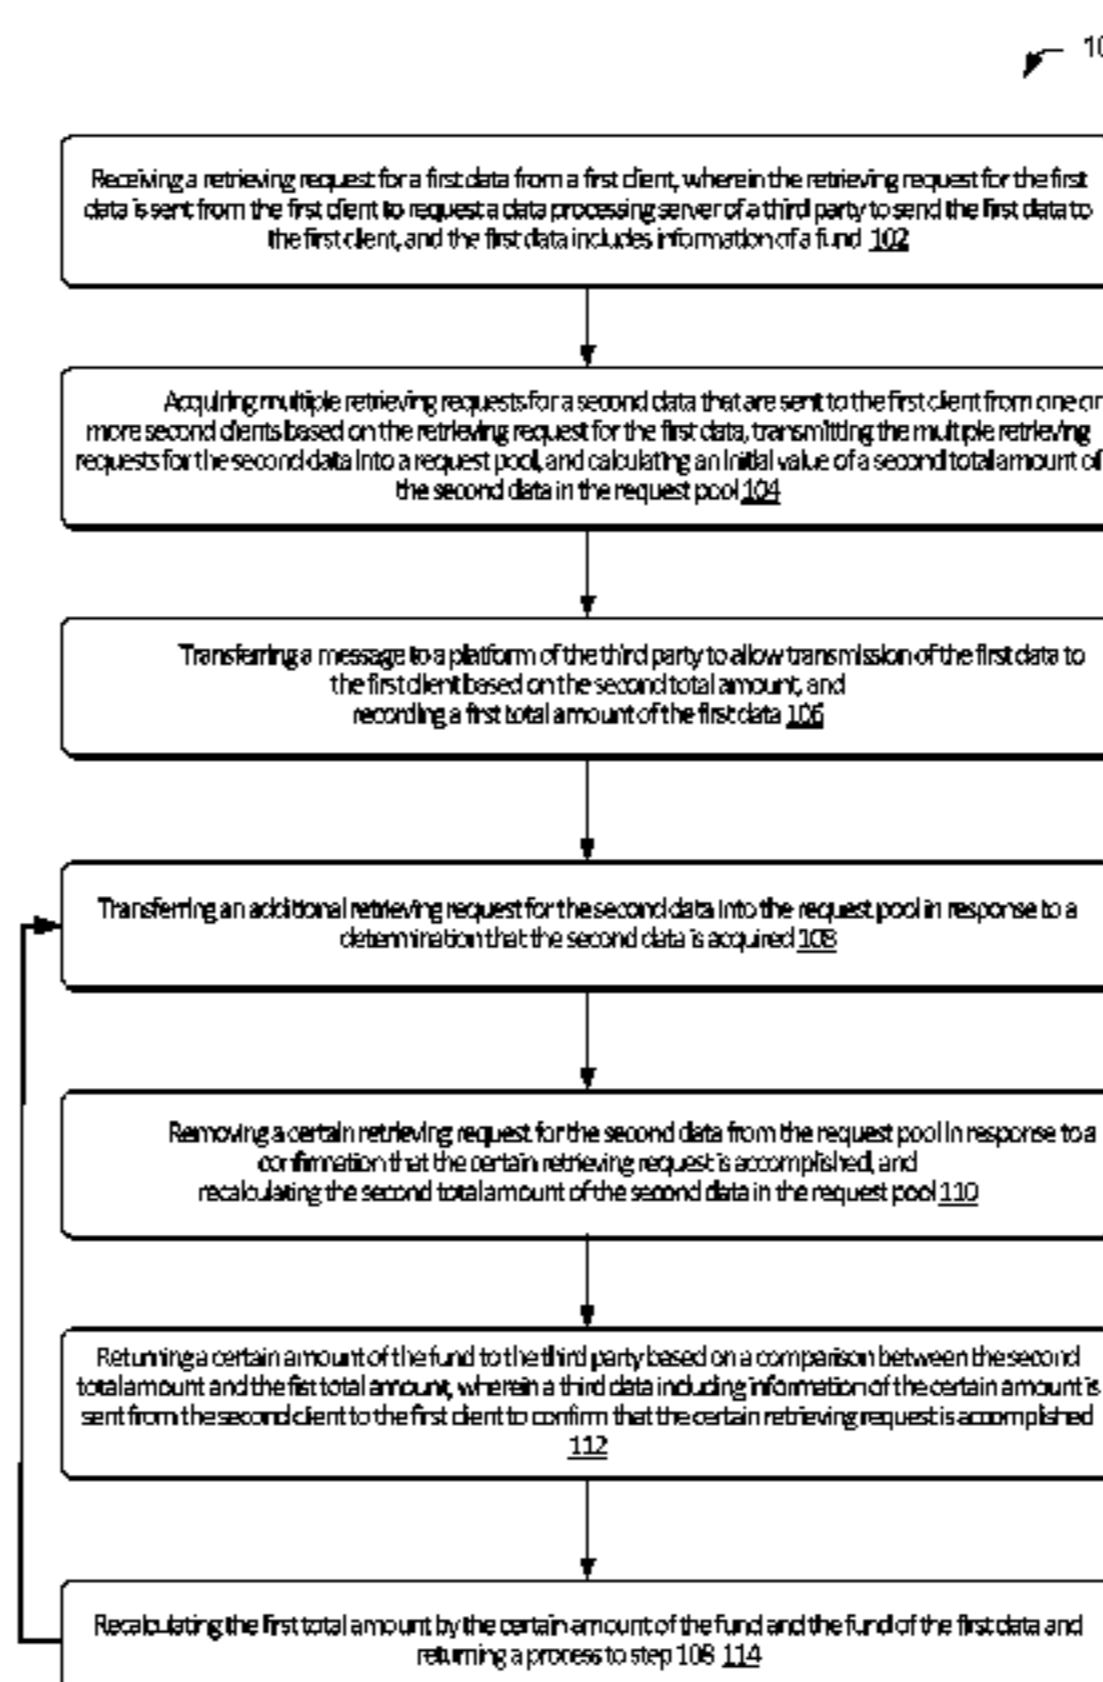 10
Receiving a retrieving request for a first data from a first client, wherein the retrieving request for the first
data is sent from the first client to request a data processing server of a third party to send the first data to
the first client, and the first data includes information of a fund 102
Acquiring multiple retrieving requests for a second data that are sent to the first client from one or
more second clients based on the retrieving request for the first data, transmitting the multiple retrieving
requests for the second data into a request pool, and calculating an initial value of a second total amount of
the second data in the request pool 104
Transferring a message to a platform of the third party to allow transmission of the first data to
the first client based on the second total amount, and
recording a first total amount of the first data 106
Transferring an additional retrieving request for the second data into the request pool in response to a
determination that the second data is acquired 108
Removing a certain retrieving request for the second data from the request pool in response to a
confirmation that the certain retrieving request is accomplished, and
recalculating the second total amount of the second data in the request pool 110
Returning a certain amount of the fund to the third party based on a comparison between the second
total amount and the fist total amount, wherein a third data including information of the certain amount is
sent from the second client to the first client to confirm that the certain retrieving request is accomplished
112
Recalculating the first total amount by the certain amount of the fund and the fund of the first data and
returning a process to step 108 114